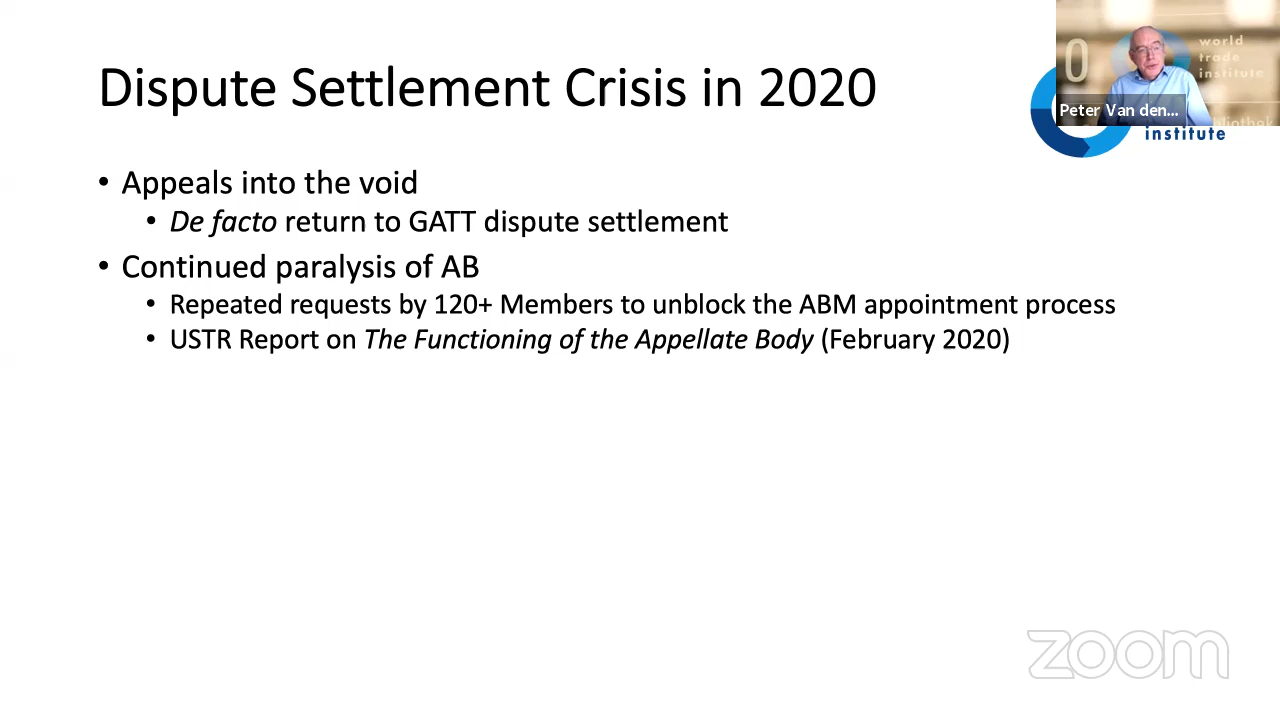 Dispute Settlement Crisis in 2020
• Appeals into the void
• De facto return to GATT dispute settlement
• Continued paralysis of AB
• Repeated requests by 120+ Members to unblock the ABM appointment process
• USTR Report on The Functioning of the Appellate Body (February 2020)
world
trade
institute
Peter Van den...
bliothek
institute
zoom